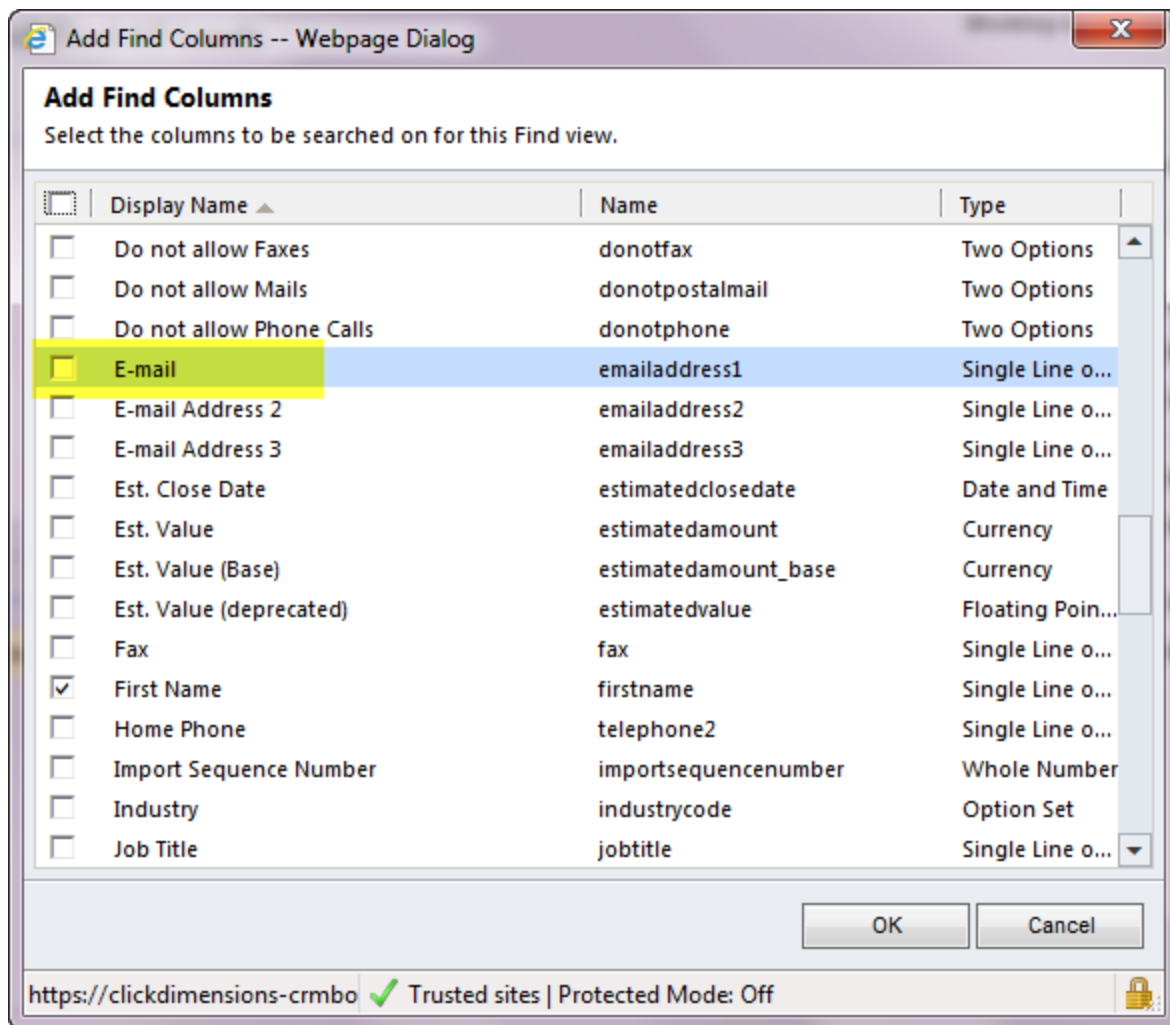 Add Find Columns -- Webpage Dialog
Add Find Columns
Select the columns to be searched on for this Find view.
Display Name Name Type
Do not allow Faxes donotfax Two Options
Do not allow Mails donotpostalmail Two Options
Do not allow Phone Calls donotphone Two Options
E-mail emailaddress1 Single Line o...
E-mail Address 2 emailaddress2 Single Line o...
E-mail Address 3 emailaddress3 Single Line o...
Est. Close Date estimatedclosedate Date and Time
Est. Value estimatedamount Currency
Est. Value (Base) estimatedamount_base Currency
Est. Value (deprecated) estimatedvalue Floating Poin...
Fax fax Single Line o...
First Name firstname Single Line o...
Home Phone telephone2 Single Line o...
Import Sequence Number importsequencenumber Whole Number
Industry industrycode Option Set
Job Title jobtitle Single Line o...
OK Cancel
https://clickdimensions-crmbo Trusted sites | Protected Mode: Off